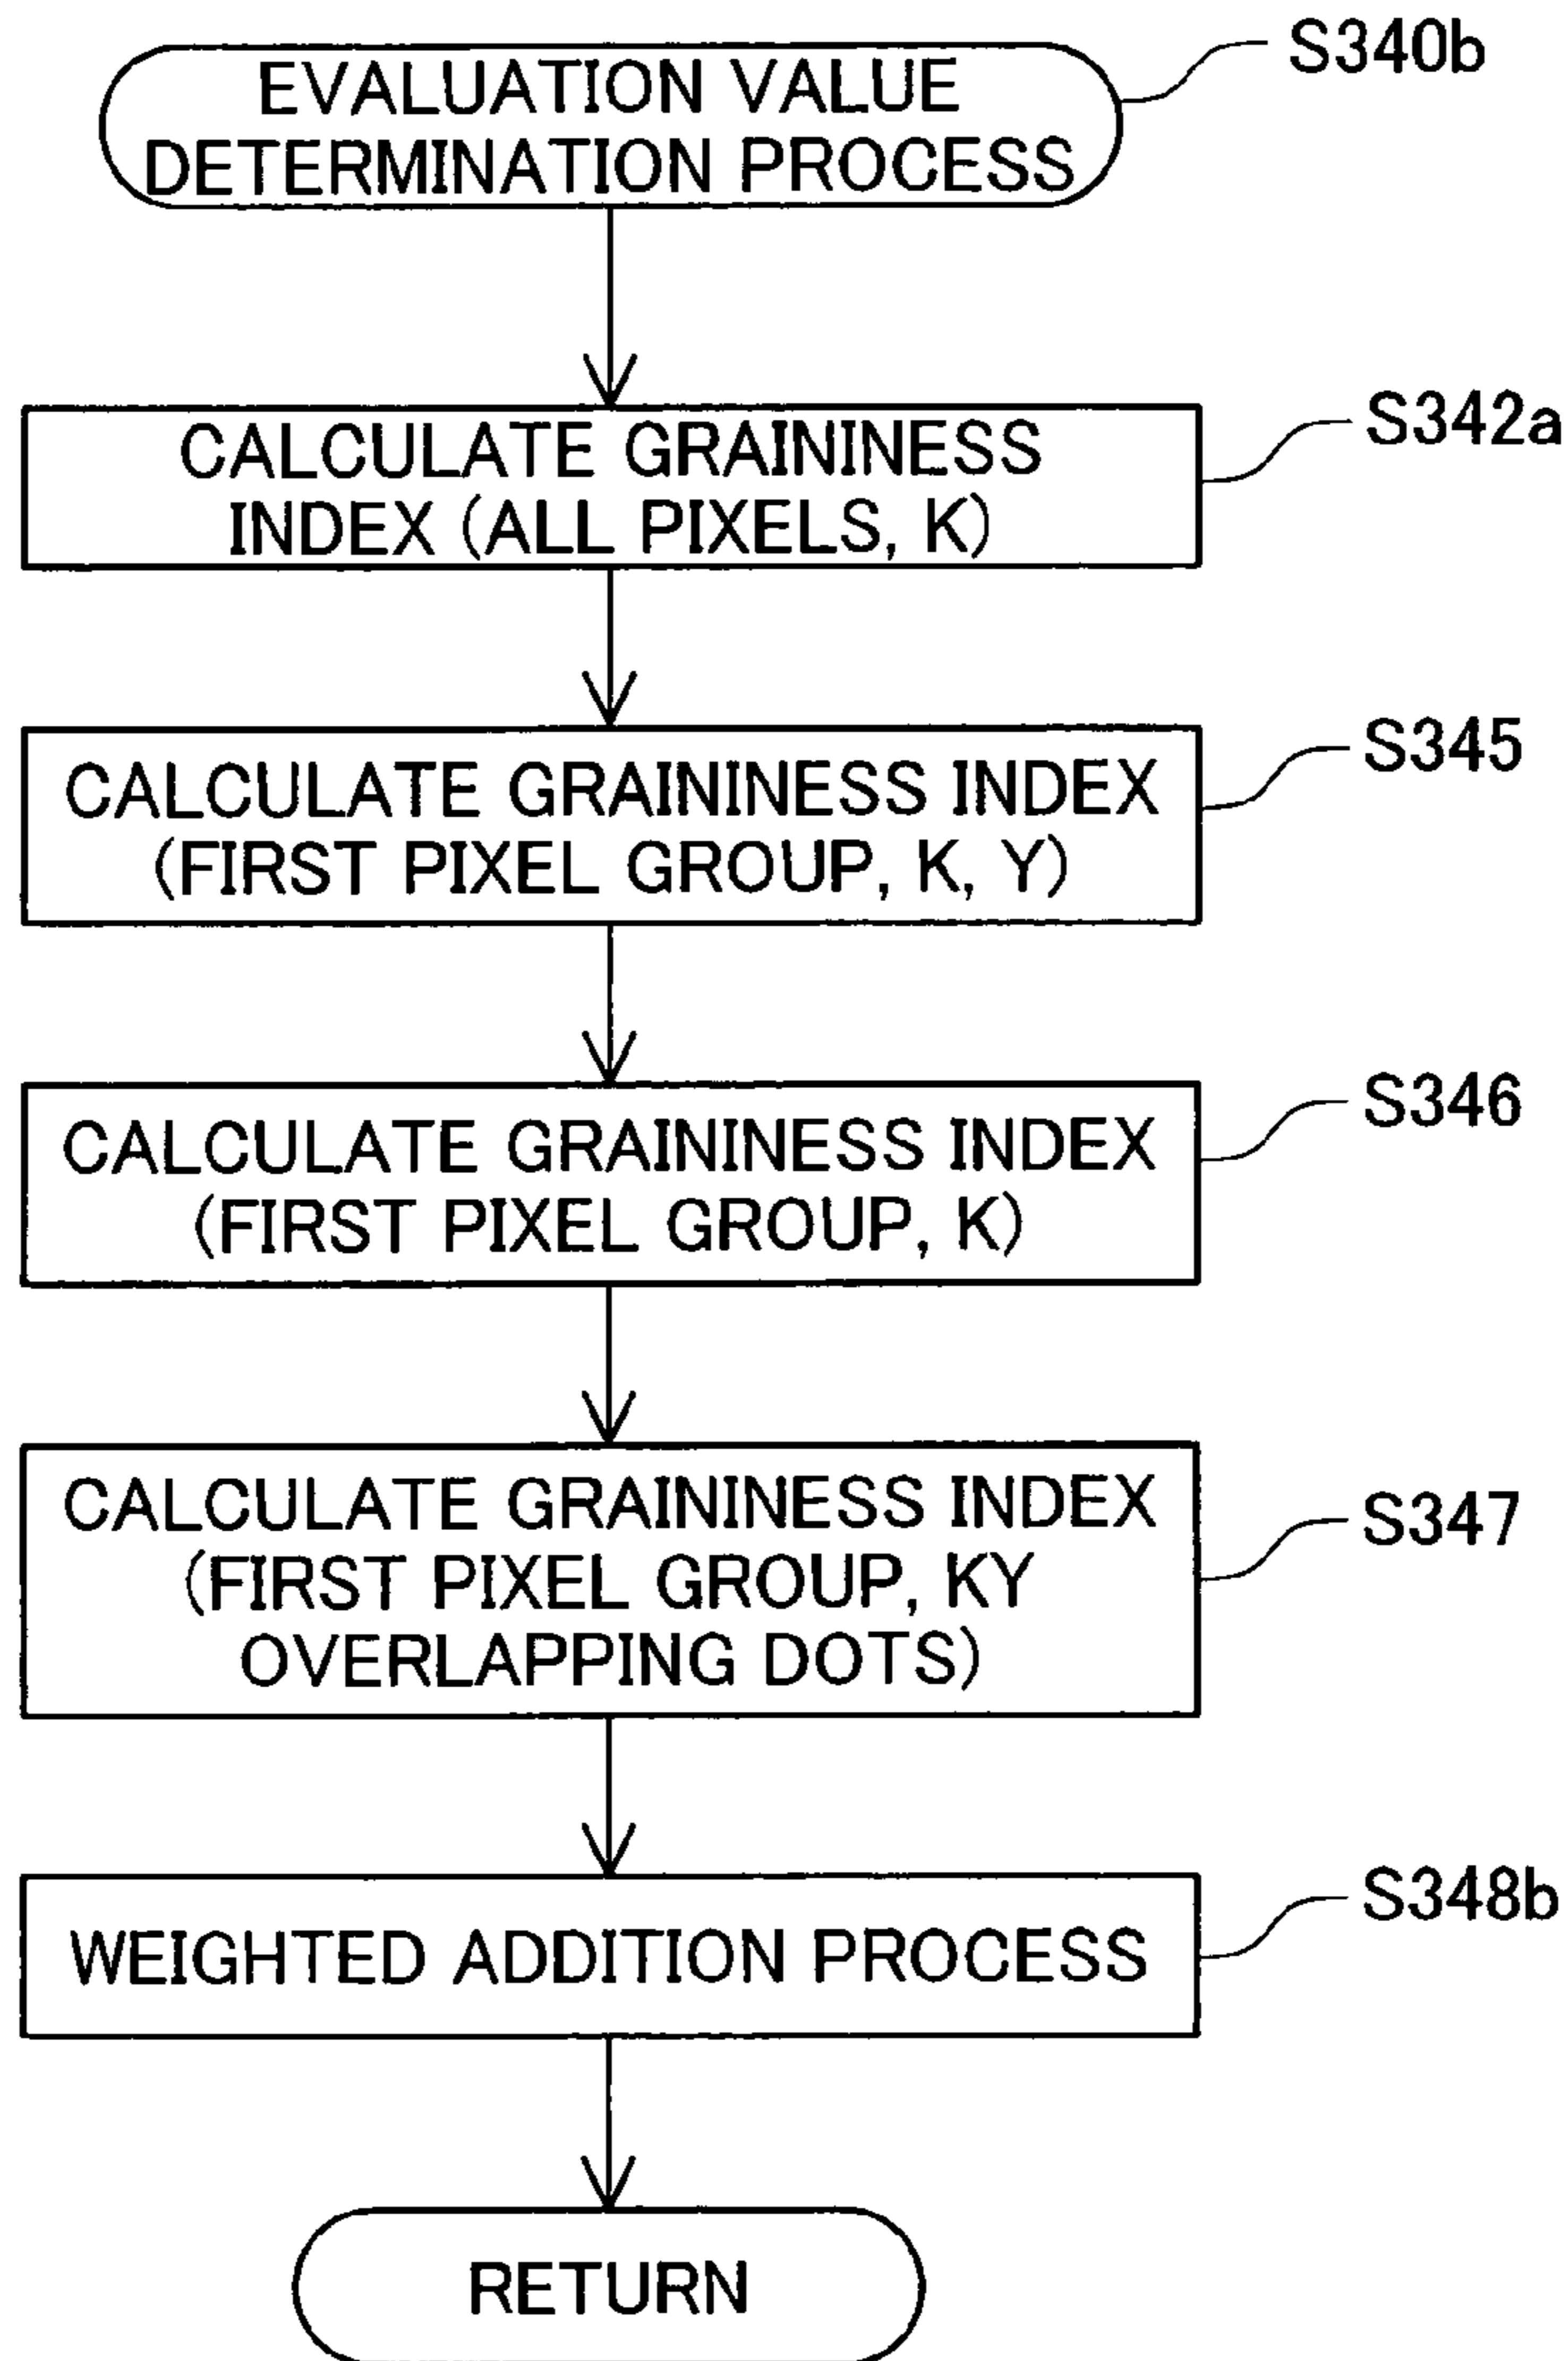 EVALUATION VALUE
DETERMINATION PROCESS
S340b
CALCULATE GRAININESS
INDEX (ALL PIXELS, K)
S342a
CALCULATE GRAININESS INDEX
(FIRST PIXEL GROUP, K, Y)
S345
CALCULATE GRAININESS INDEX
(FIRST PIXEL GROUP, K)
S346
CALCULATE GRAININESS INDEX
(FIRST PIXEL GROUP, KY
OVERLAPPING DOTS)
S347
WEIGHTED ADDITION PROCESS
S348b
RETURN